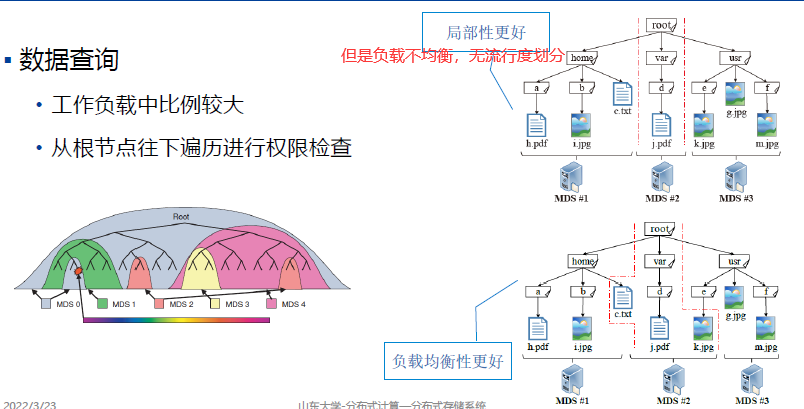 ▪ 数据查询
• 工作负载中比例较大
• 从根节点往下遍历进行权限检查
Root
MDS 0 MDS 1 MDS 2 MDS 3 MDS 4
局部性更好
但是负载不均衡，无流行度划分
root
home var usr
a b c.txt d e g.jpg f
h.pdf i.jpg j.pdf k.jpg m.jpg
MDS #1 MDS #2 MDS #3
负载均衡性更好
root
home var usr
a b c.txt d e g.jpg f
h.pdf i.jpg j.pdf k.jpg m.jpg
MDS #1 MDS #2 MDS #3
2022/3/23 山东大学-分布式计算—分布式存储系统